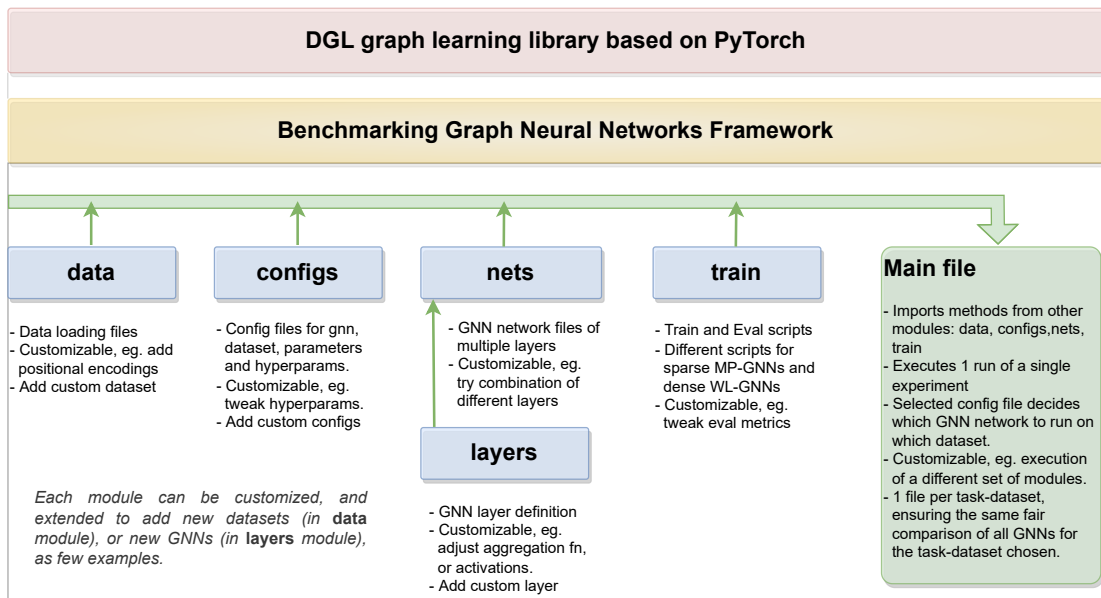 DGL graph learning library based on PyTorch
Benchmarking Graph Neural Networks Framework
data
- Data loading files
- Customizable, eg. add
positional encodings
- Add custom dataset
configs
- Config files for gnn,
dataset, parameters
and hyperparams.
- Customizable, eg.
tweak hyperparams.
- Add custom configs
nets
- GNN network files of
multiple layers
- Customizable, eg.
try combination of
different layers
layers
- GNN layer definition
- Customizable, eg.
adjust aggregation fn,
or activations.
- Add custom layer
train
- Train and Eval scripts
- Different scripts for
sparse MP-GNNs and
dense WL-GNNs
- Customizable, eg.
tweak eval metrics
Main file
- Imports methods from other
modules: data, configs,nets,
train
- Executes 1 run of a single
experiment
- Selected config file decides
which GNN network to run on
which dataset.
- Customizable, eg. execution
of a different set of modules.
- 1 file per task-dataset,
ensuring the same fair
comparison of all GNNs for
the task-dataset chosen.
Each module can be customized, and
extended to add new datasets (in data
module), or new GNNs (in layers module),
as few examples.